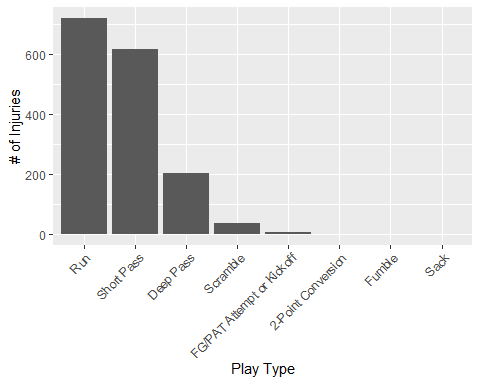 # of Injuries
600
400
200
0
Run
Short Pass
Deep Pass
Scramble
FG/PAT Attempt or Kickoff
2-Point Conversion
Fumble
Sack
Play Type